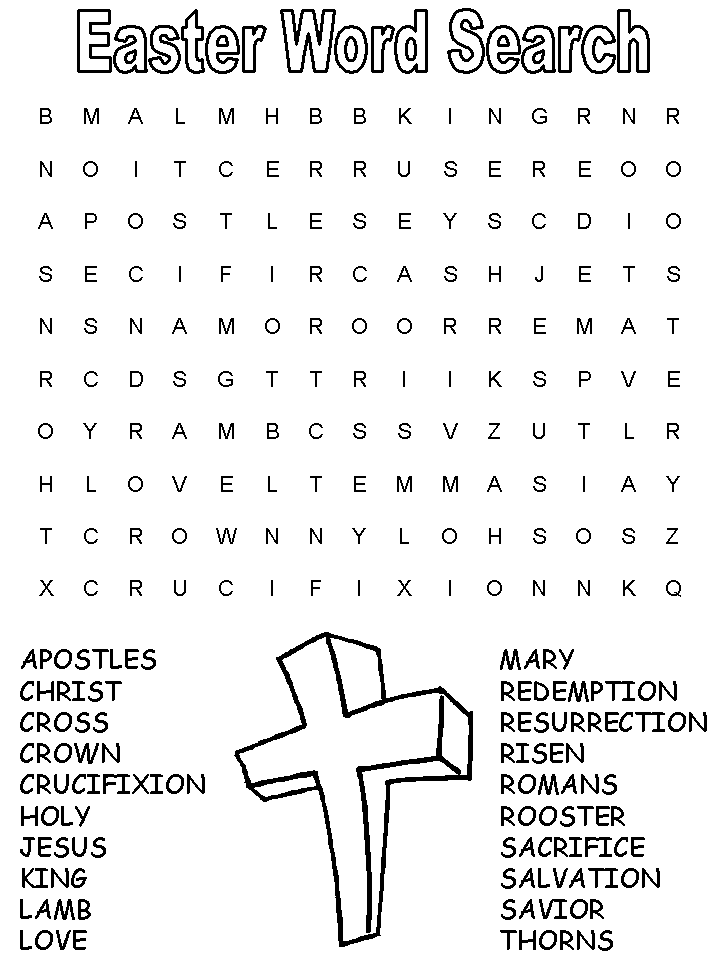 Easter Word Search
B M A L M H B B K I N G R N R
N O I T C E R R U S E R E O O
A P O S T L E S E Y S C D I O
S E C I F I R C A S H J E T S
N S N A M O R O O R R E M A T
R C D S G T T R I I K S P V E
O Y R A M B C S S V Z U T L R
H L O V E L T E M M A S I A Y
T C R O W N N Y L O H S O S Z
X C R U C I F I X I O N N K Q
APOSTLES
CHRIST
CROSS
CROWN
CRUCIFIXION
HOLY
JESUS
KING
LAMB
LOVE
MARY
REDEMPTION
RESURRECTION
RISEN
ROMANS
ROOSTER
SACRIFICE
SALVATION
SAVIOR
THORNS